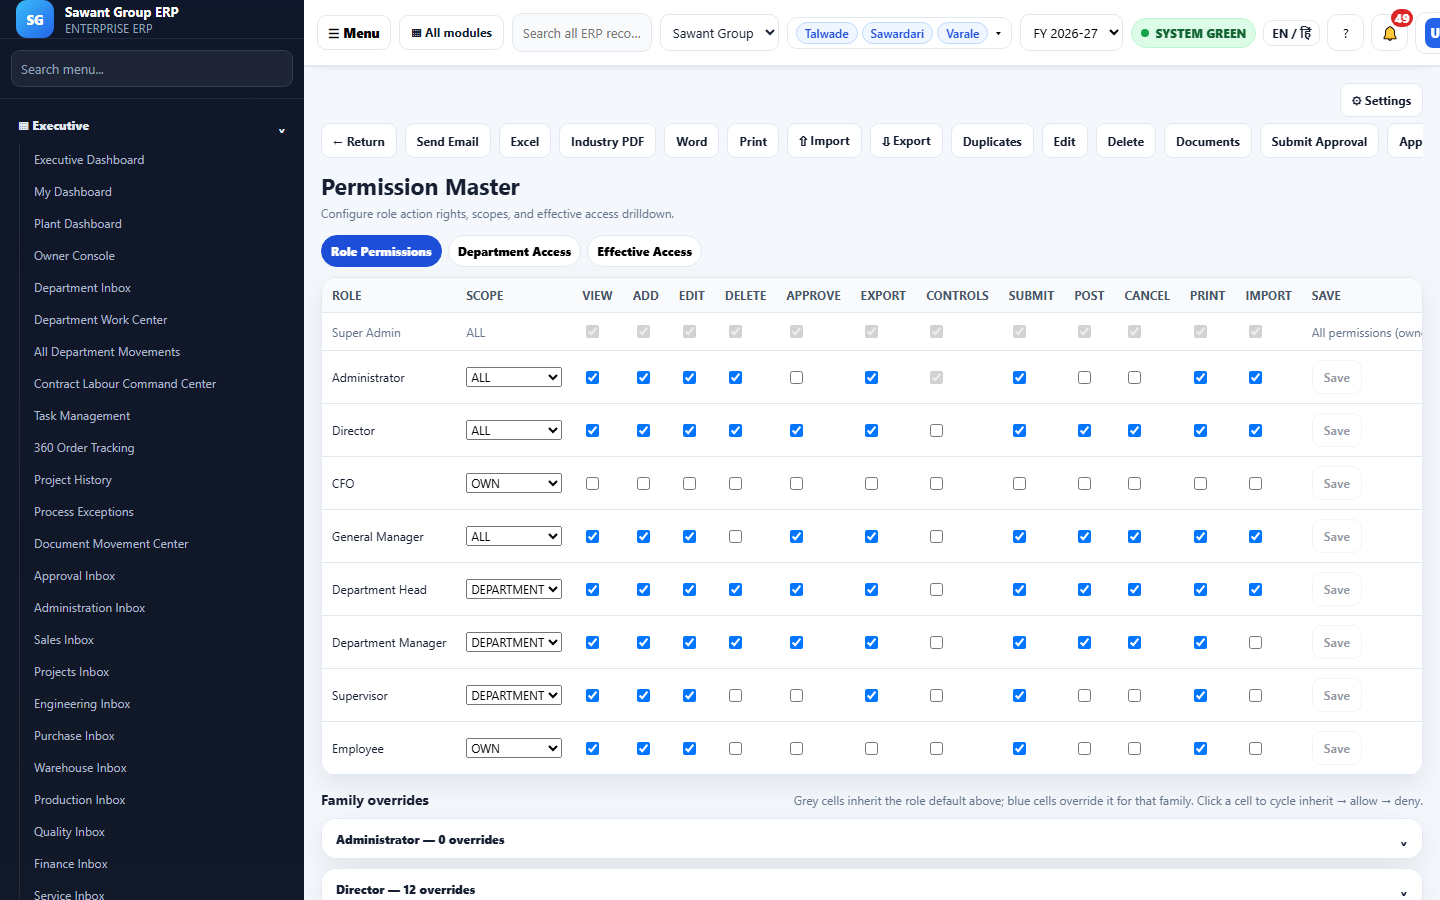 SG
Sawant Group ERP
ENTERPRISE ERP
Search menu...
Executive
Executive Dashboard
My Dashboard
Plant Dashboard
Owner Console
Department Inbox
Department Work Center
All Department Movements
Contract Labour Command Center
Task Management
360 Order Tracking
Project History
Process Exceptions
Document Movement Center
Approval Inbox
Administration Inbox
Sales Inbox
Projects Inbox
Engineering Inbox
Purchase Inbox
Warehouse Inbox
Production Inbox
Quality Inbox
Finance Inbox
Service Inbox
☰ Menu
All modules
Search all ERP reco...
Sawant Group
Talwade
Sawardari
Varale
FY 2026-27
SYSTEM GREEN
EN / हिं
?
49
U
⚙ Settings
← Return
Send Email
Excel
Industry PDF
Word
Print
⇧ Import
⇩ Export
Duplicates
Edit
Delete
Documents
Submit Approval
App
Permission Master
Configure role action rights, scopes, and effective access drilldown.
Role Permissions
Department Access
Effective Access
ROLE SCOPE VIEW ADD EDIT DELETE APPROVE EXPORT CONTROLS SUBMIT POST CANCEL PRINT IMPORT SAVE
Super Admin ALL All permissions (own
Administrator ALL Save
Director ALL Save
CFO OWN Save
General Manager ALL Save
Department Head DEPARTMENT Save
Department Manager DEPARTMENT Save
Supervisor DEPARTMENT Save
Employee OWN Save
Family overrides
Grey cells inherit the role default above; blue cells override it for that family. Click a cell to cycle inherit → allow → deny.
Administrator — 0 overrides
Director — 12 overrides